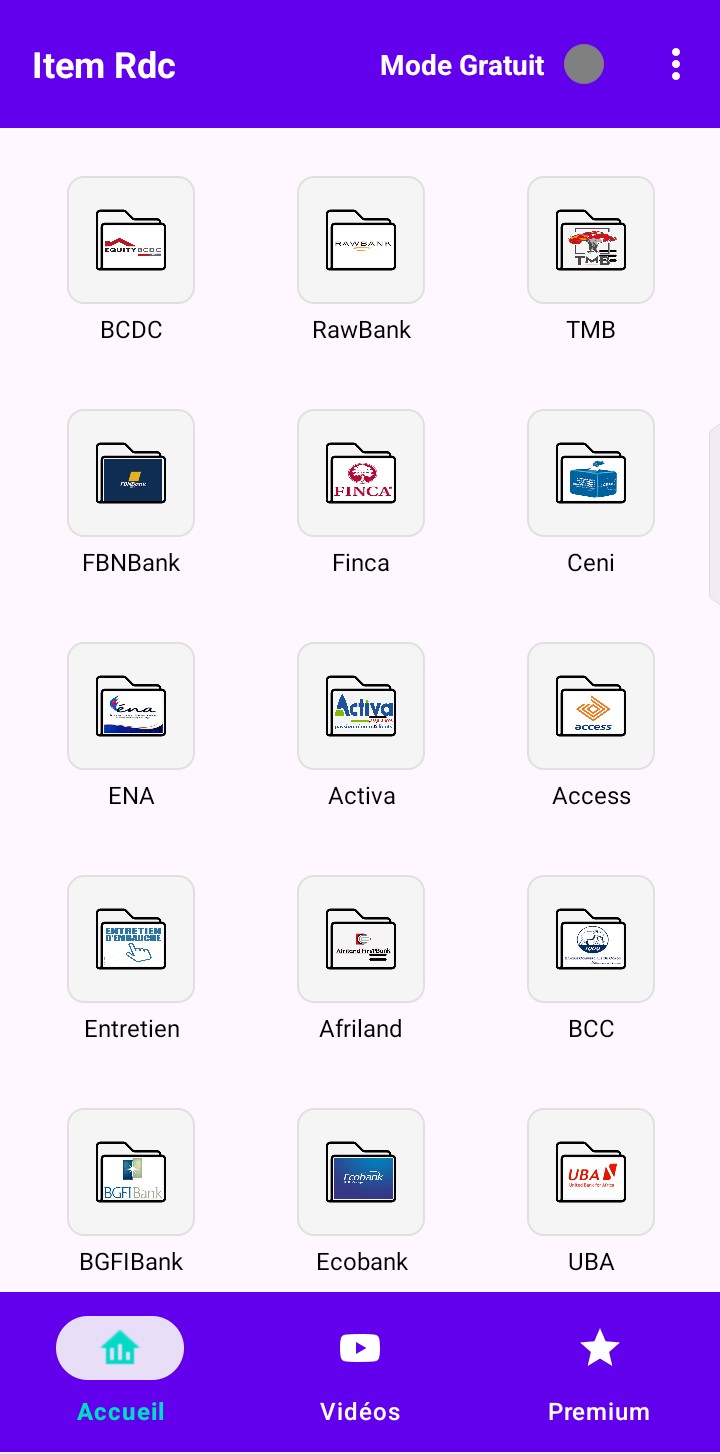 Item Rdc
Mode Gratuit
EQUITY BCDC
RAWBANK
TMB
BCDC
RawBank
TMB
FBNBank
FINCA
FBNBank
Finca
Ceni
éna
Activa
access
ENA
Activa
Access
ENTRETIEN
D'EMBAUCHE
Afriland First Bank
1909
Entretien
Afriland
BCC
BGFIBank
Ecobank
UBA
United Bank for Africa
BGFIBank
Ecobank
UBA
Accueil
Vidéos
Premium